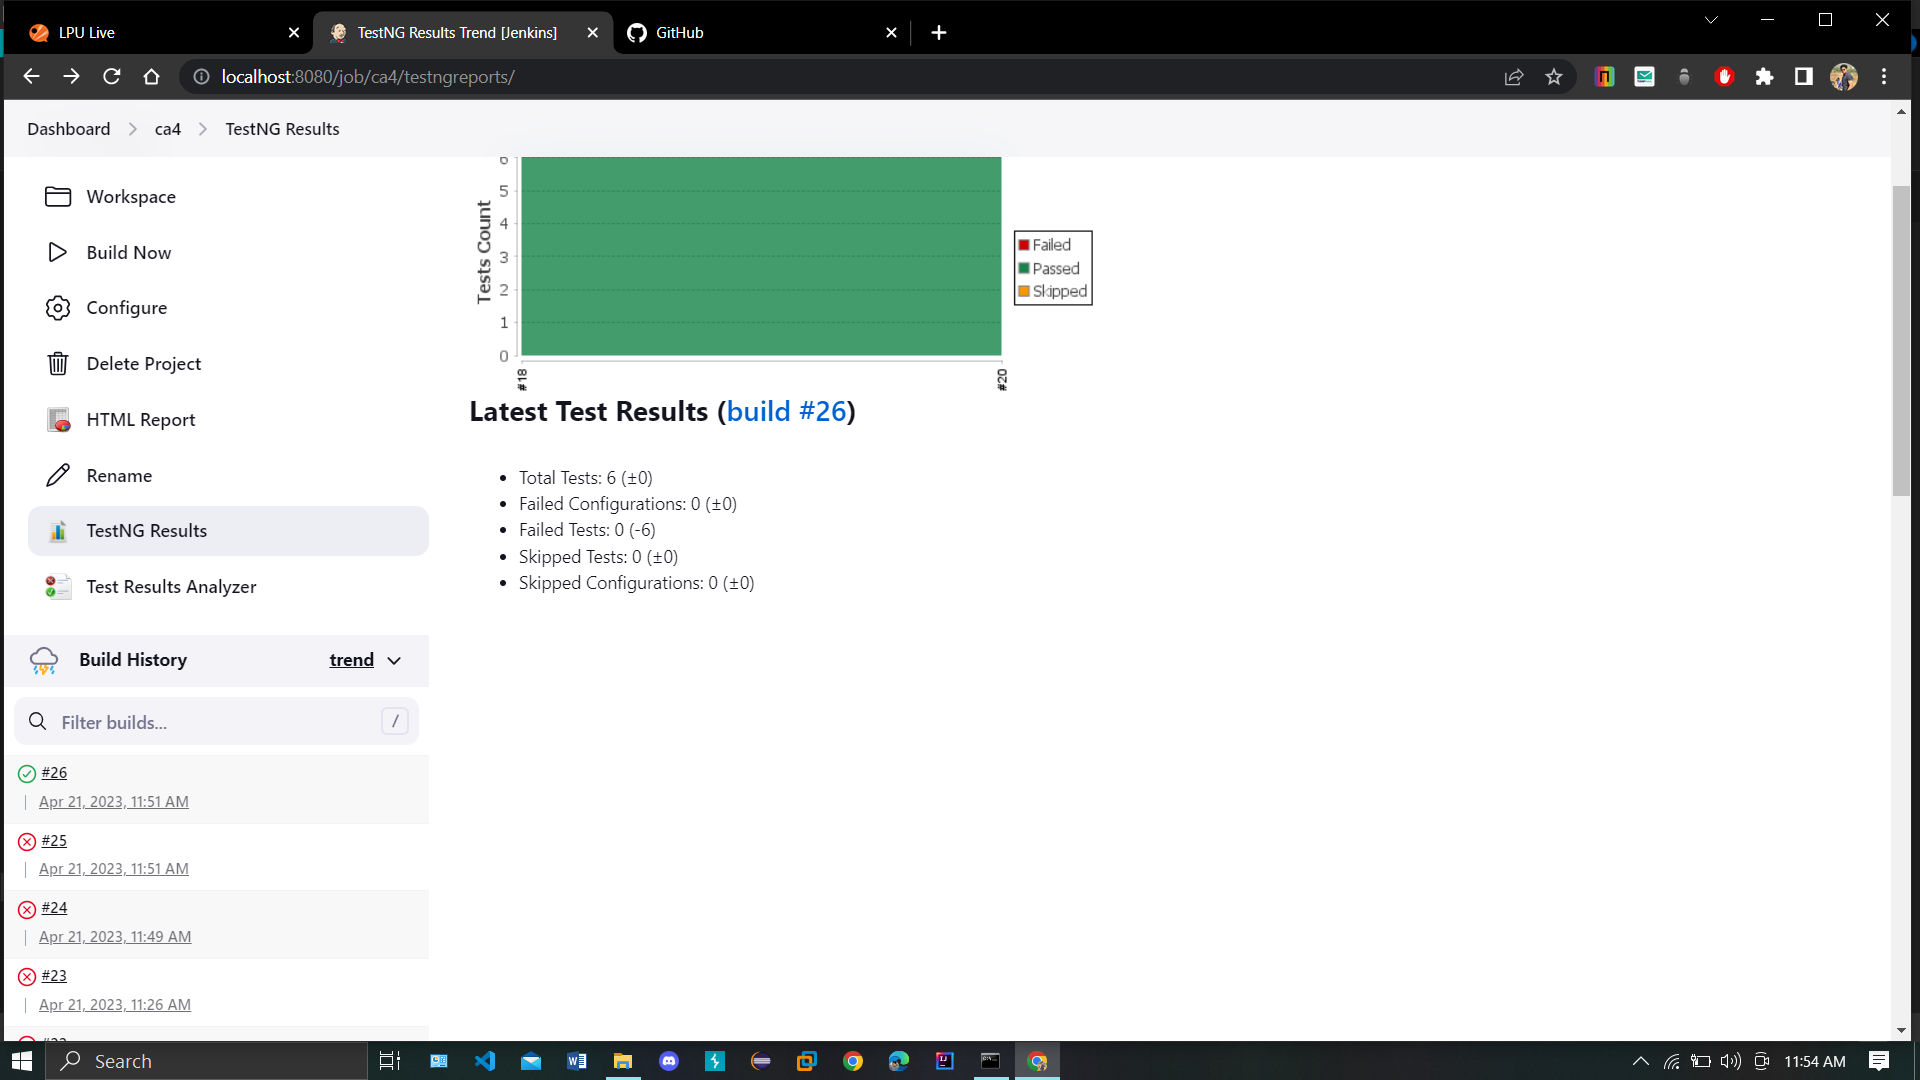 LPU Live
TestNG Results Trend [Jenkins]
GitHub
localhost:8080/job/ca4/testngreports/
Dashboard
ca4
TestNG Results
Workspace
Build Now
Configure
Delete Project
HTML Report
Rename
TestNG Results
Test Results Analyzer
Build History
trend
Filter builds...
/
#26
Apr 21, 2023, 11:51 AM
#25
Apr 21, 2023, 11:51 AM
#24
Apr 21, 2023, 11:49 AM
#23
Apr 21, 2023, 11:26 AM
Tests Count
6
5
4
3
2
1
0
#18
#20
Failed
Passed
Skipped
Latest Test Results (build #26)
Total Tests: 6 (±0)
Failed Configurations: 0 (±0)
Failed Tests: 0 (-6)
Skipped Tests: 0 (±0)
Skipped Configurations: 0 (±0)
Search
11:54 AM